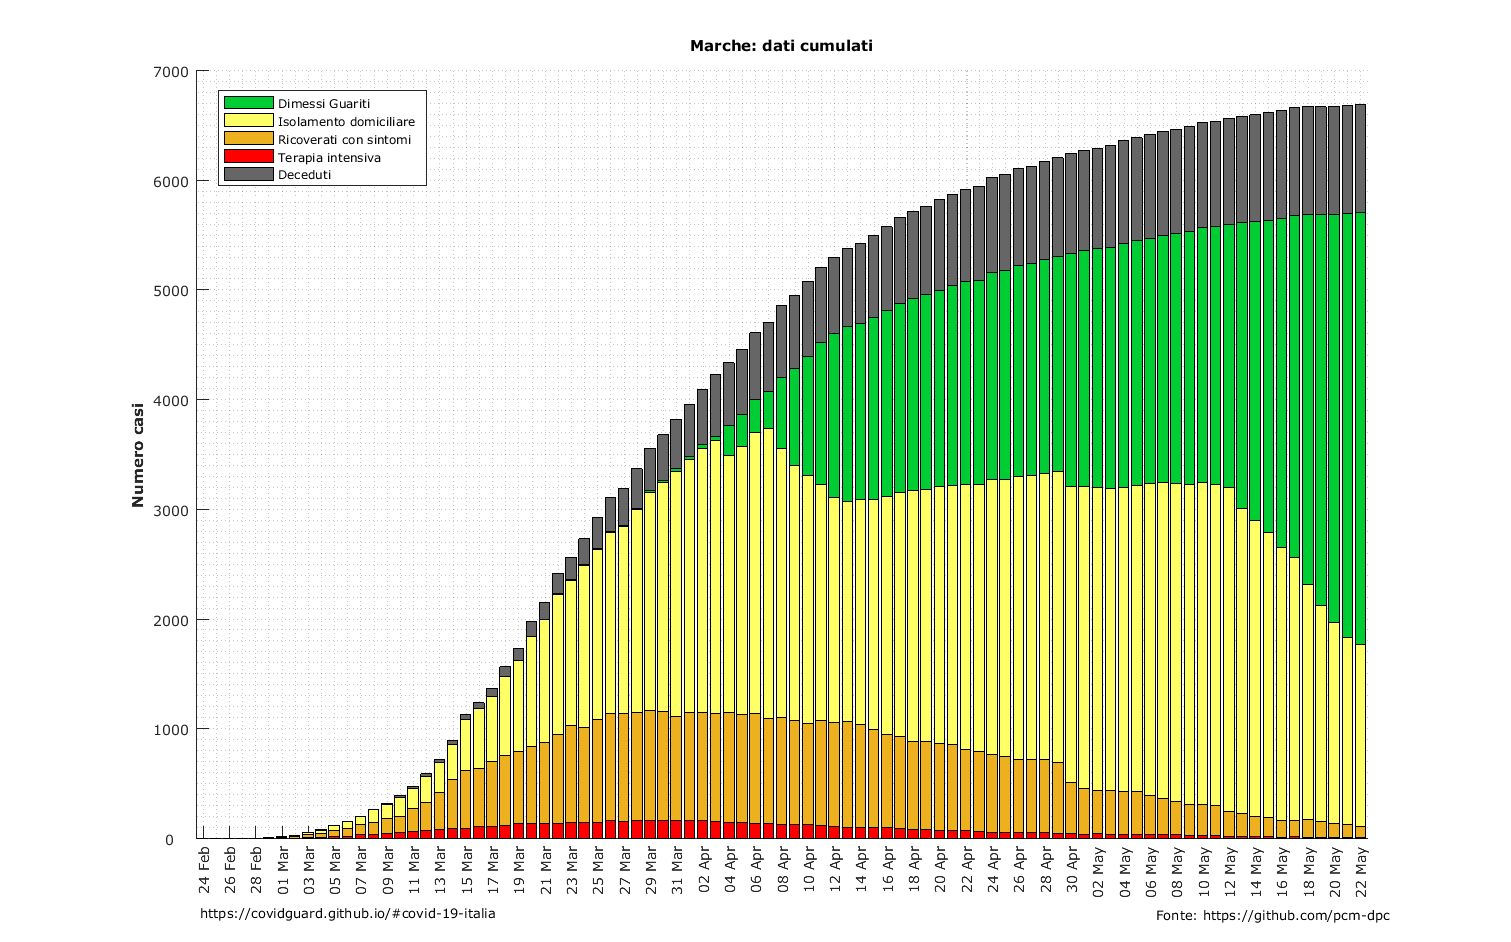 Marche: dati cumulati
7000
6000
5000
4000
3000
2000
1000
0
Numero casi
Dimessi Guariti
Isolamento domiciliare
Ricoverati con sintomi
Terapia intensiva
Deceduti
24 Feb
26 Feb
28 Feb
01 Mar
03 Mar
05 Mar
07 Mar
09 Mar
11 Mar
13 Mar
15 Mar
17 Mar
19 Mar
21 Mar
23 Mar
25 Mar
27 Mar
29 Mar
31 Mar
02 Apr
04 Apr
06 Apr
08 Apr
10 Apr
12 Apr
14 Apr
16 Apr
18 Apr
20 Apr
22 Apr
24 Apr
26 Apr
28 Apr
30 Apr
02 May
04 May
06 May
08 May
10 May
12 May
14 May
16 May
18 May
20 May
22 May
https://covidguard.github.io/#covid-19-italia
Fonte: https://github.com/pcm-dpc